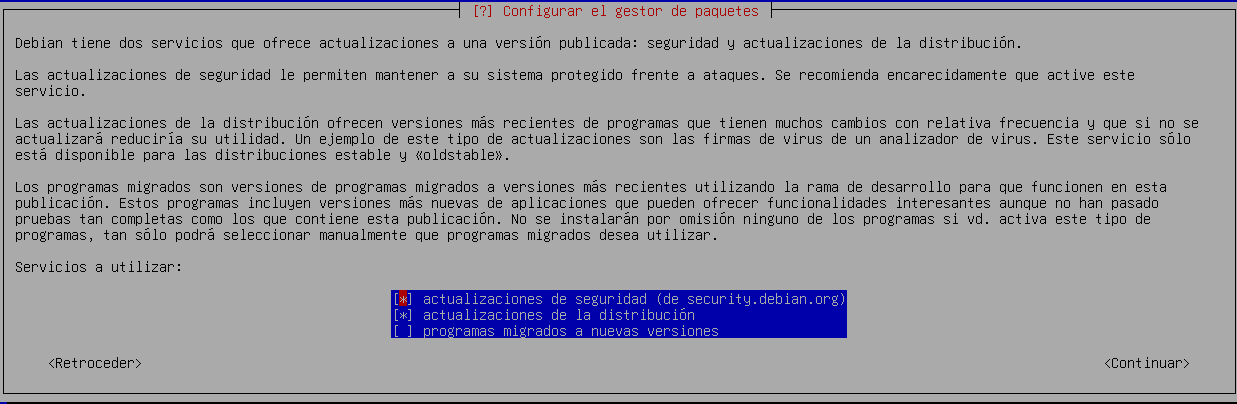 [?] Configurar el gestor de paquetes
Debian tiene dos servicios que ofrece actualizaciones a una versión publicada: seguridad y actualizaciones de la distribución.
Las actualizaciones de seguridad le permiten mantener a su sistema protegido frente a ataques. Se recomienda encarecidamente que active este
servicio.
Las actualizaciones de la distribución ofrecen versiones más recientes de programas que tienen muchos cambios con relativa frecuencia y que si no se
actualizará reduciría su utilidad. Un ejemplo de este tipo de actualizaciones son las firmas de virus de un analizador de virus. Este servicio sólo
está disponible para las distribuciones estable y «oldstable».
Los programas migrados son versiones de programas migrados a versiones más recientes utilizando la rama de desarrollo para que funcionen en esta
publicación. Estos programas incluyen versiones más nuevas de aplicaciones que pueden ofrecer funcionalidades interesantes aunque no han pasado
pruebas tan completas como los que contiene esta publicación. No se instalarán por omisión ninguno de los programas si vd. activa este tipo de
programas, tan sólo podrá seleccionar manualmente que programas migrados desea utilizar.
Servicios a utilizar:
[*] actualizaciones de seguridad (de security.debian.org)
[*] actualizaciones de la distribución
[ ] programas migrados a nuevas versiones
<Retroceder> <Continuar>